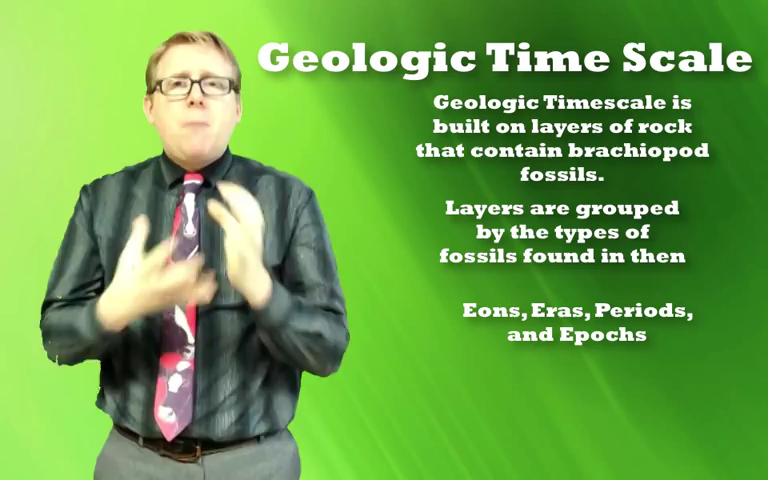 Geologic Time Scale
Geologic Timescale is
built on layers of rock
that contain brachiopod
fossils.
Layers are grouped
by the types of
fossils found in then
Eons, Eras, Periods,
and Epochs